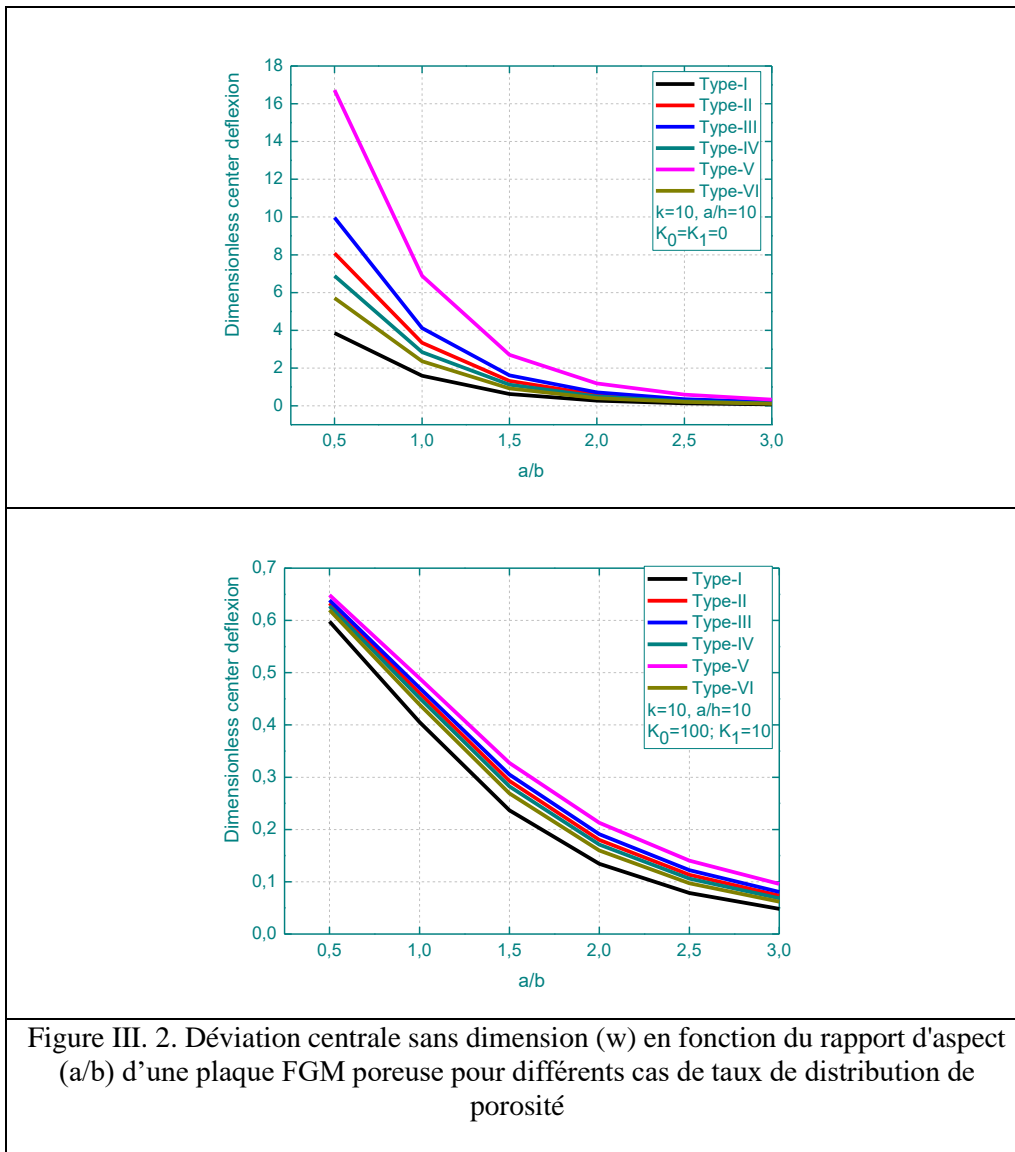 18
16
14
12
10
8
6
4
2
0
Dimensionless center deflexion
Type-I
Type-II
Type-III
Type-IV
Type-V
Type-VI
k=10, a/h=10
K0=K1=0
0,5 1,0 1,5 2,0 2,5 3,0
a/b
0,7
0,6
0,5
0,4
0,3
0,2
0,1
0,0
Dimensionless center deflexion
Type-I
Type-II
Type-III
Type-IV
Type-V
Type-VI
k=10, a/h=10
K0=100; K1=10
0,5 1,0 1,5 2,0 2,5 3,0
a/b
Figure III. 2. Déviation centrale sans dimension (w) en fonction du rapport d'aspect
(a/b) d’une plaque FGM poreuse pour différents cas de taux de distribution de
porosité